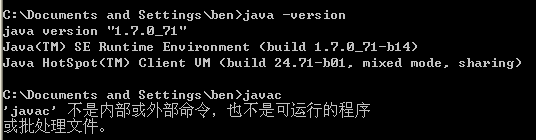 C:\Documents and Settings\ben>java -version
java version "1.7.0_71"
Java(TM) SE Runtime Environment (build 1.7.0_71-b14)
Java HotSpot(TM) Client VM (build 24.71-b01, mixed mode, sharing)
C:\Documents and Settings\ben>javac
'javac' 不是内部或外部命令，也不是可运行的程序
或批处理文件。